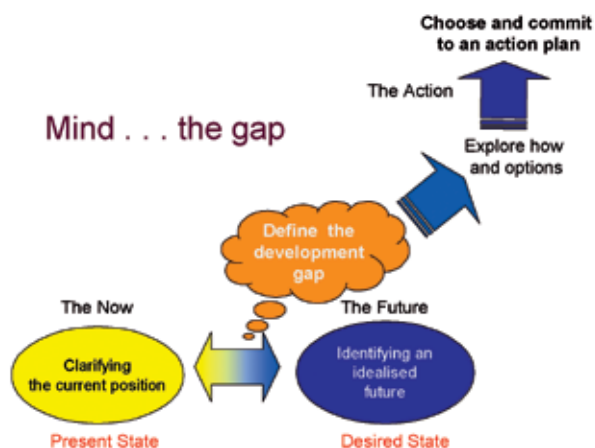 Choose and commit
to an action plan
The Action
Mind . . . the gap
Explore how
and options
Define the
development
gap
The Now
The Future
Clarifying
the current position
Identifying an
idealised
future
Present State
Desired State